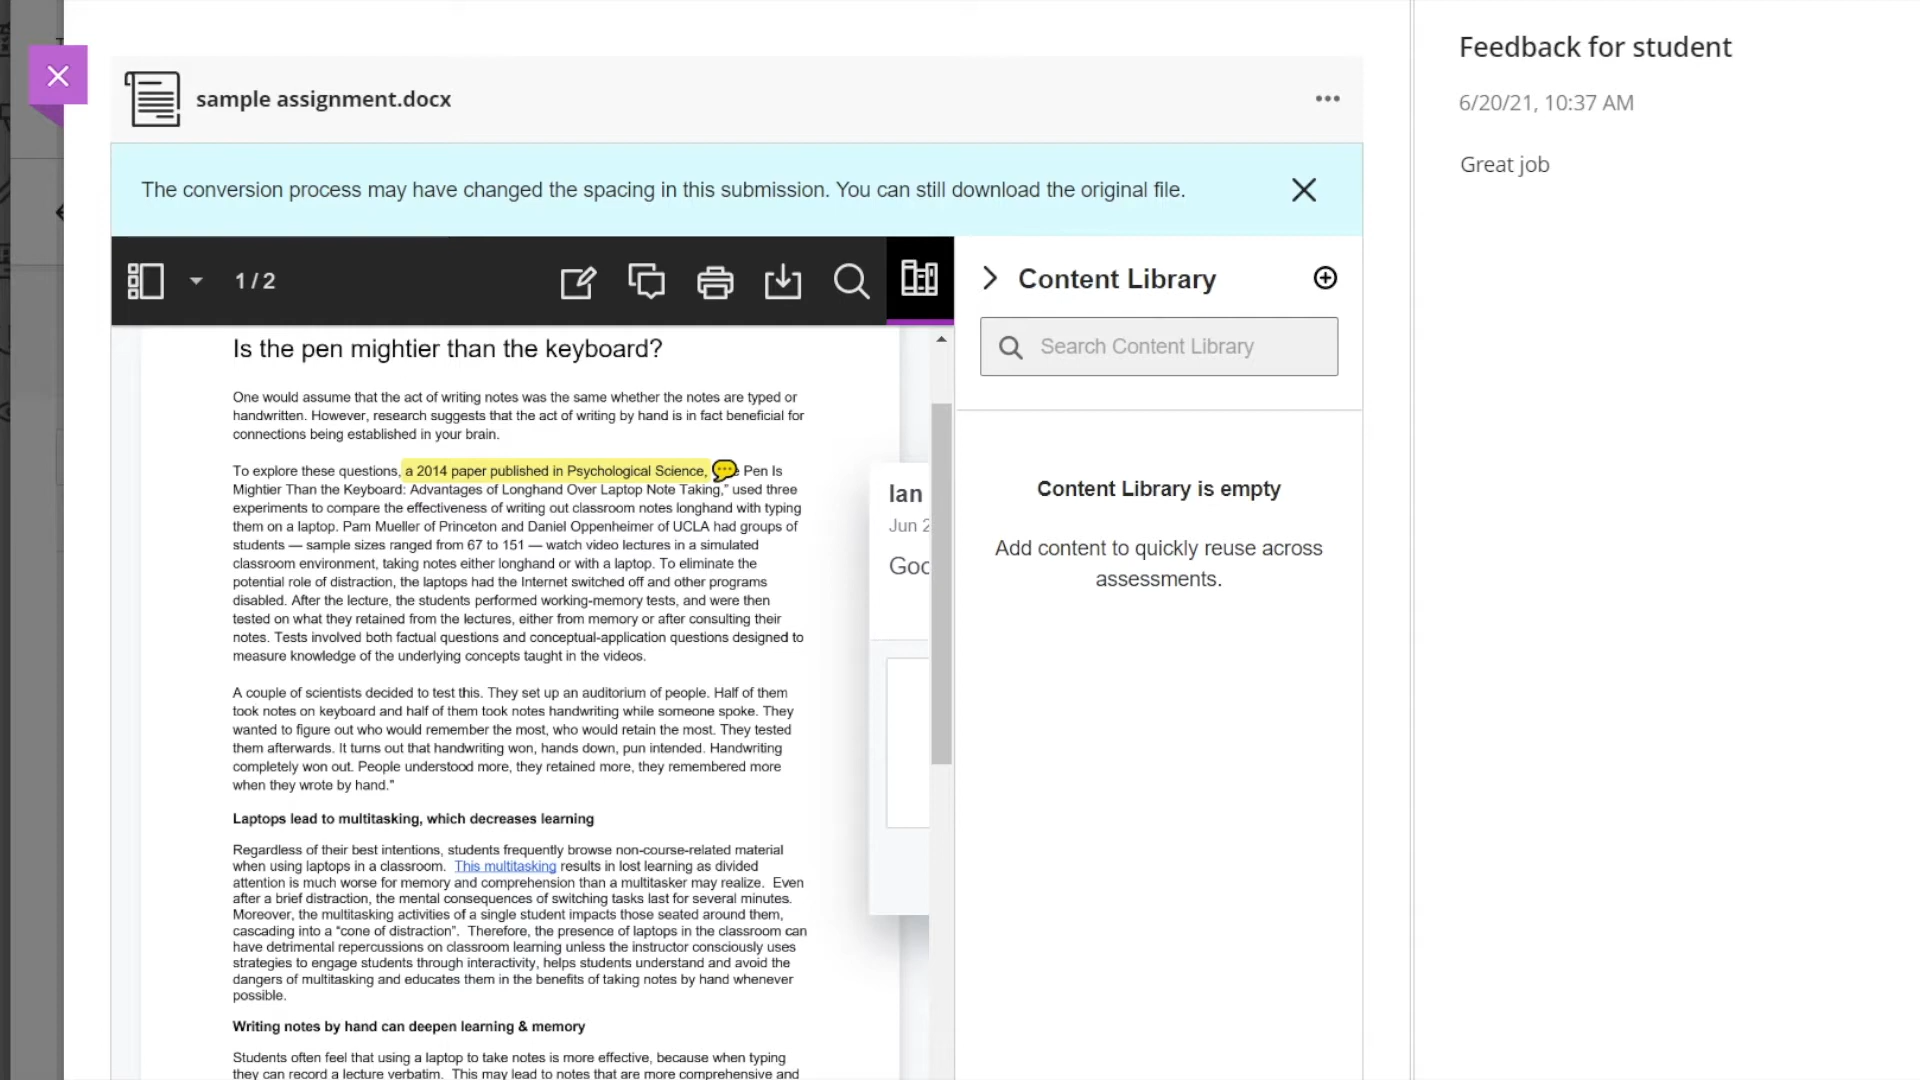 sample assignment.docx
The conversion process may have changed the spacing in this submission. You can still download the original file.
1 / 2
Is the pen mightier than the keyboard?
One would assume that the act of writing notes was the same whether the notes are typed or
handwritten. However, research suggests that the act of writing by hand is in fact beneficial for
connections being established in your brain.
To explore these questions, a 2014 paper published in Psychological Science, Pen Is
Mightier Than the Keyboard: Advantages of Longhand Over Laptop Note Taking,” used three
experiments to compare the effectiveness of writing out classroom notes longhand with typing
them on a laptop. Pam Mueller of Princeton and Daniel Oppenheimer of UCLA had groups of
students — sample sizes ranged from 67 to 151 — watch video lectures in a simulated
classroom environment, taking notes either longhand or with a laptop. To eliminate the
potential role of distraction, the laptops had the Internet switched off and other programs
disabled. After the lecture, the students performed working-memory tests, and were then
tested on what they retained from the lectures, either from memory or after consulting their
notes. Tests involved both factual questions and conceptual-application questions designed to
measure knowledge of the underlying concepts taught in the videos.
A couple of scientists decided to test this. They set up an auditorium of people. Half of them
took notes on keyboard and half of them took notes handwriting while someone spoke. They
wanted to figure out who would remember the most, who would retain the most. They tested
them afterwards. It turns out that handwriting won, hands down, pun intended. Handwriting
completely won out. People understood more, they retained more, they remembered more
when they wrote by hand.”
Laptops lead to multitasking, which decreases learning
Regardless of their best intentions, students frequently browse non-course-related material
when using laptops in a classroom. This multitasking results in lost learning as divided
attention is much worse for memory and comprehension than a multitasker may realize. Even
after a brief distraction, the mental consequences of switching tasks last for several minutes.
Moreover, the multitasking activities of a single student impacts those seated around them,
cascading into a “cone of distraction”. Therefore, the presence of laptops in the classroom can
have detrimental repercussions on classroom learning unless the instructor consciously uses
strategies to engage students through interactivity, helps students understand and avoid the
dangers of multitasking and educates them in the benefits of taking notes by hand whenever
possible.
Writing notes by hand can deepen learning & memory
Students often feel that using a laptop to take notes is more effective, because when typing
they can record a lecture verbatim. This may lead to notes that are more comprehensive and
Ian
Jun 2
Goo
Content Library
Search Content Library
Content Library is empty
Add content to quickly reuse across
assessments.
Feedback for student
6/20/21, 10:37 AM
Great job